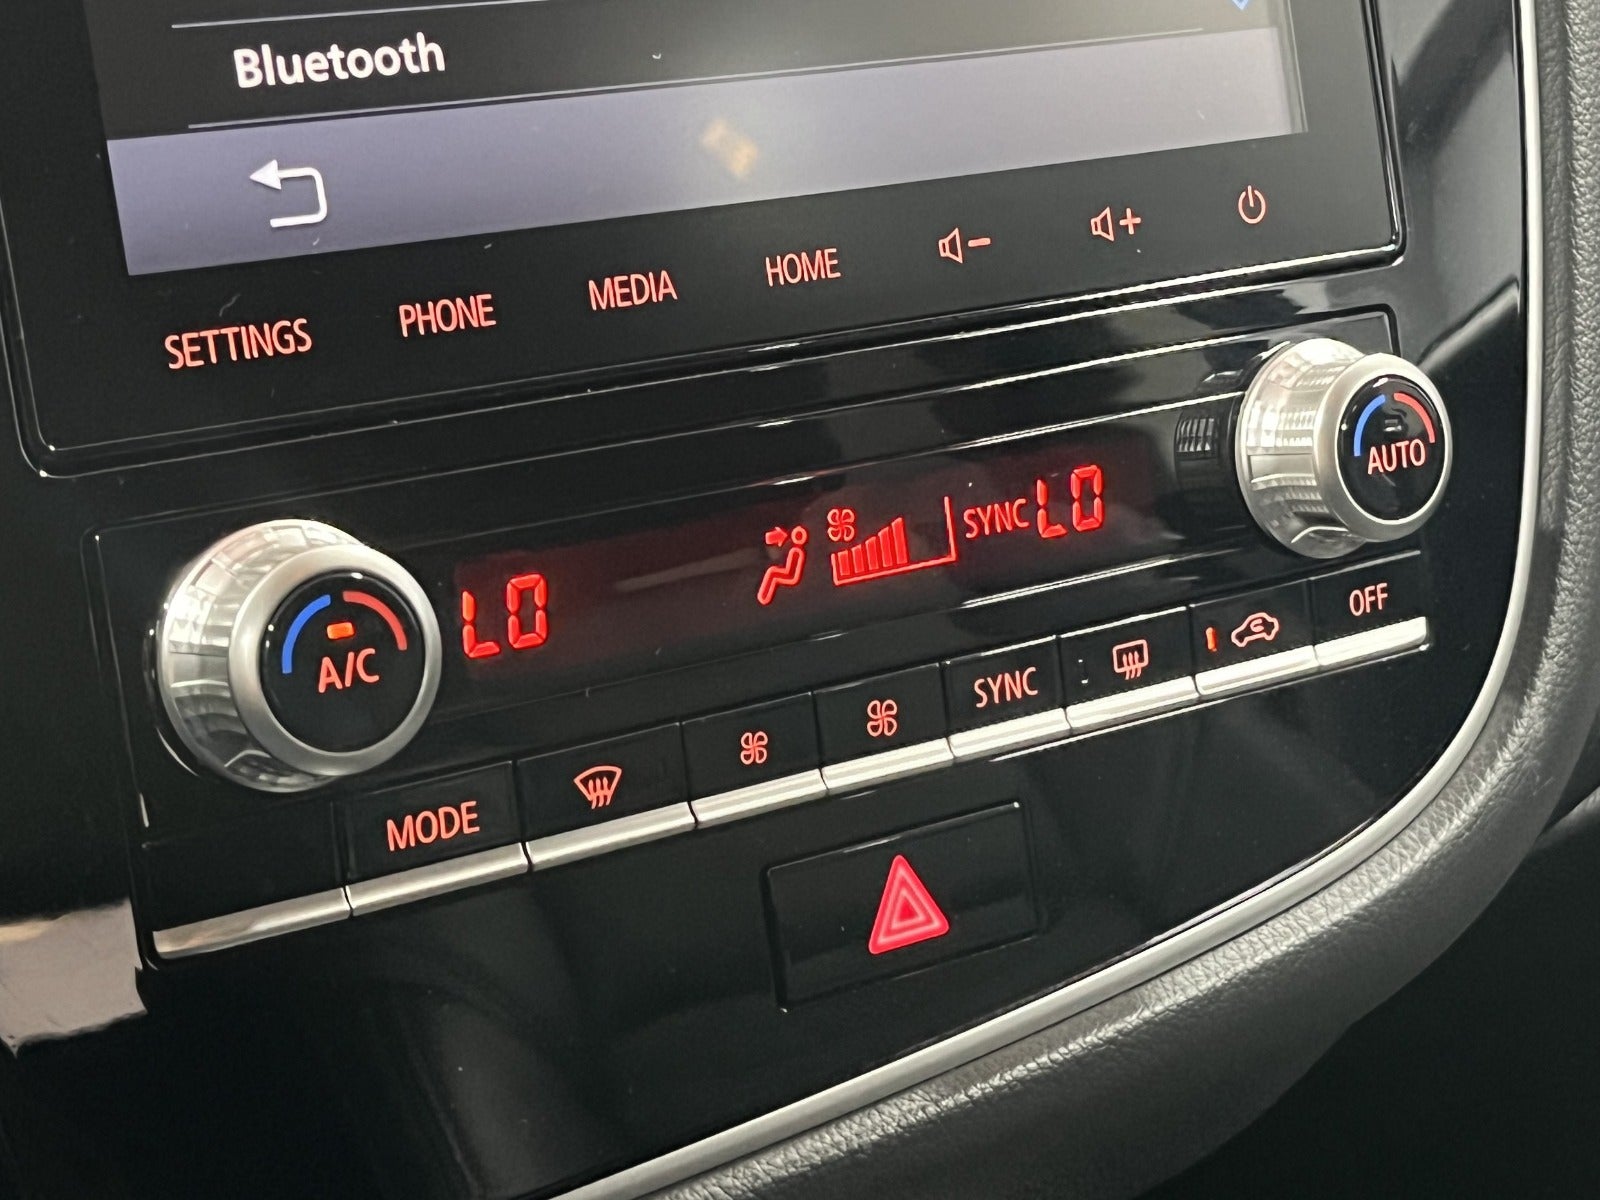 Bluetooth
SETTINGS PHONE MEDIA HOME
AUTO
LO SYNC LO
A/C
MODE SYNC OFF